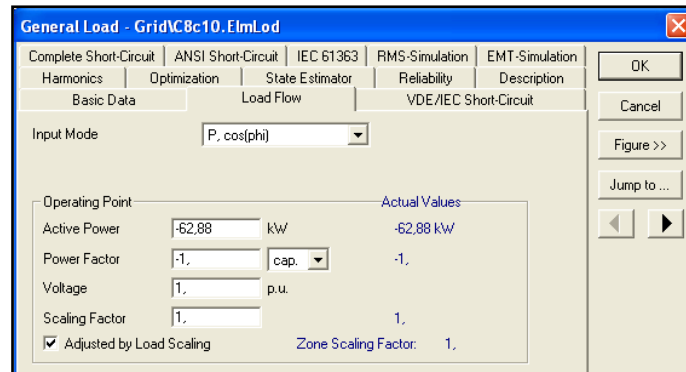 General Load - Grid\C8c10.ElmLod
Complete Short-Circuit ANSI Short-Circuit IEC 61363 RMS-Simulation EMT-Simulation
Harmonics Optimization State Estimator Reliability Description
Basic Data Load Flow VDE/IEC Short-Circuit
OK
Cancel
Figure >>
Jump to ...
Input Mode P, cos(phi)
Operating Point Actual Values
Active Power -62,88 kW -62,88 kW
Power Factor -1, cap. -1,
Voltage 1, p.u.
Scaling Factor 1, 1,
Adjusted by Load Scaling Zone Scaling Factor: 1,